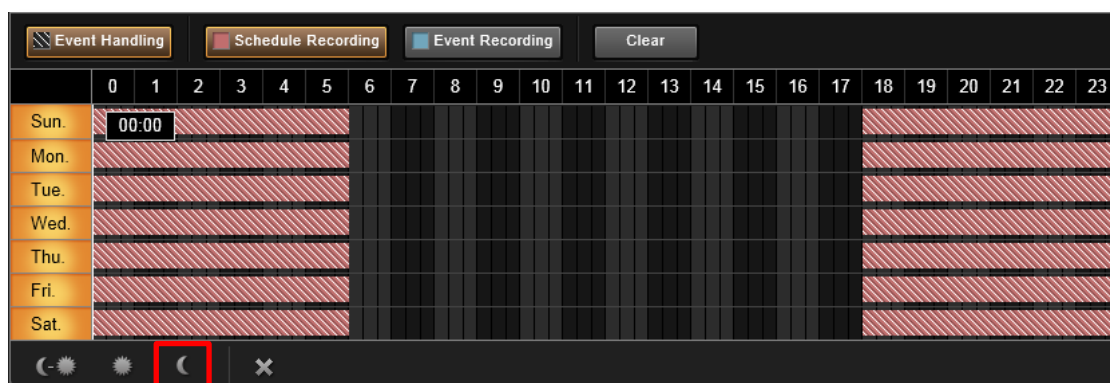 Event Handling Schedule Recording Event Recording Clear
0 1 2 3 4 5 6 7 8 9 10 11 12 13 14 15 16 17 18 19 20 21 22 23
Sun. 00:00
Mon.
Tue.
Wed.
Thu.
Fri.
Sat.